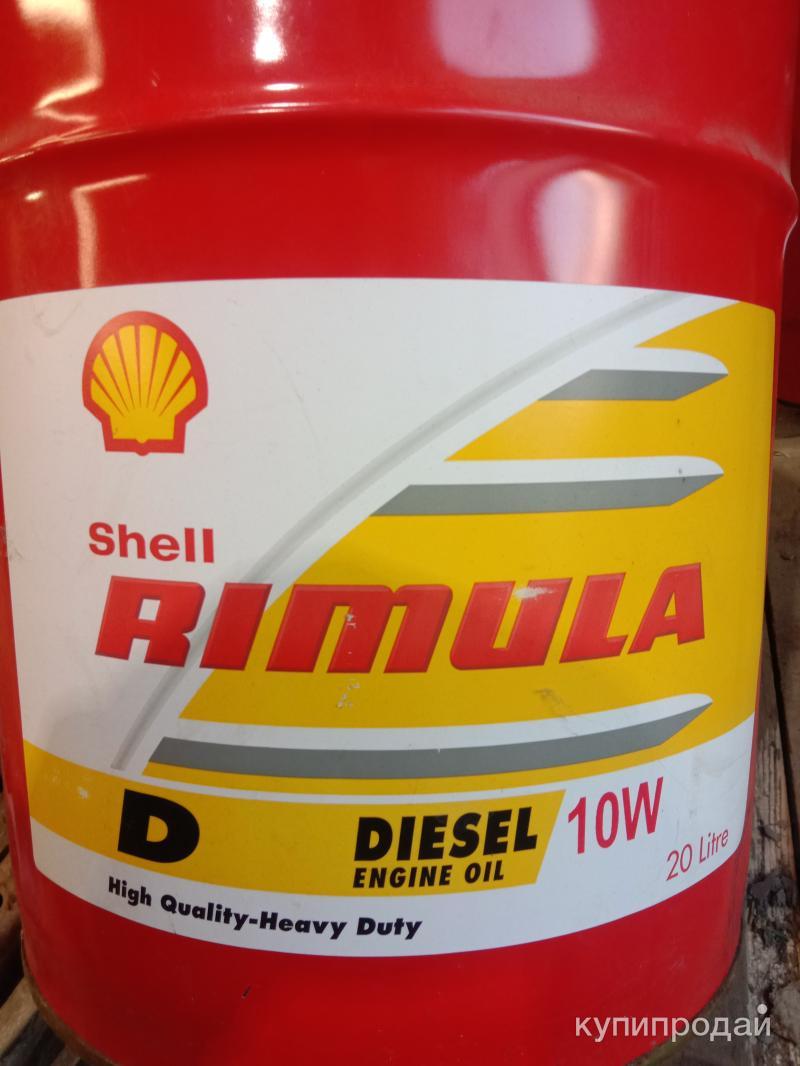 Shell
RIMULA
D
DIESEL
ENGINE OIL
10W
20 Litre
High Quality-Heavy Duty
купипродай